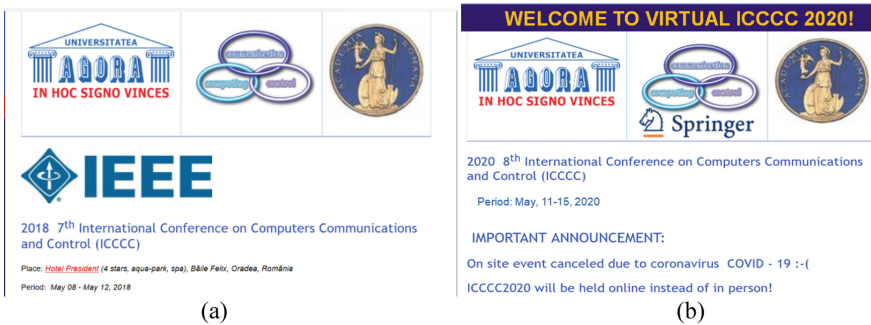 UNIVERSITATEA
AGORA
IN HOC SIGNO VINCES
communication
computing
control
ACADEMIA ROMANA
IEEE
2018 7th International Conference on Computers Communications
and Control (ICCCC)
Place: Hotel President (4 stars, aqua-park, spa), Băile Felix, Oradea, România
Period: May 08 - May 12, 2018
(a)
WELCOME TO VIRTUAL ICCCC 2020!
UNIVERSITATEA
AGORA
IN HOC SIGNO VINCES
communication
computing
control
Springer
ACADEMIA ROMANA
2020 8th International Conference on Computers Communications
and Control (ICCCC)
Period: May, 11-15, 2020
IMPORTANT ANNOUNCEMENT:
On site event canceled due to coronavirus COVID - 19 :-(
ICCCC2020 will be held online instead of in person!
(b)